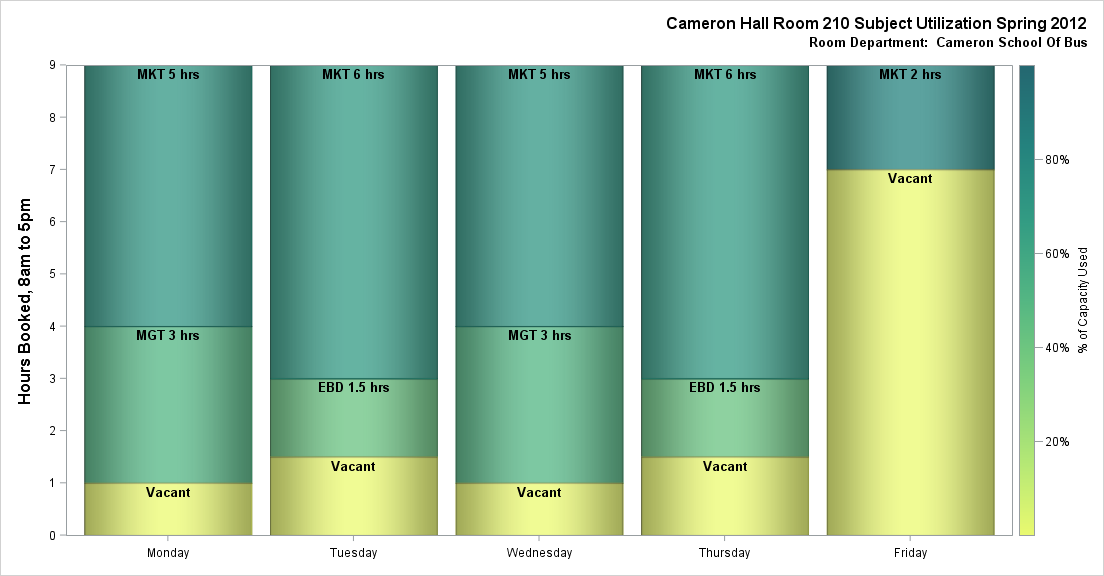 Cameron Hall Room 210 Subject Utilization Spring 2012
Room Department:  Cameron School Of Bus
Hours Booked, 8am to 5pm
9
8
7
6
5
4
3
2
1
0
MKT 5 hrs
MGT 3 hrs
Vacant
MKT 6 hrs
EBD 1.5 hrs
Vacant
MKT 5 hrs
MGT 3 hrs
Vacant
MKT 6 hrs
EBD 1.5 hrs
Vacant
MKT 2 hrs
Vacant
Monday
Tuesday
Wednesday
Thursday
Friday
80%
60%
40%
20%
% of Capacity Used